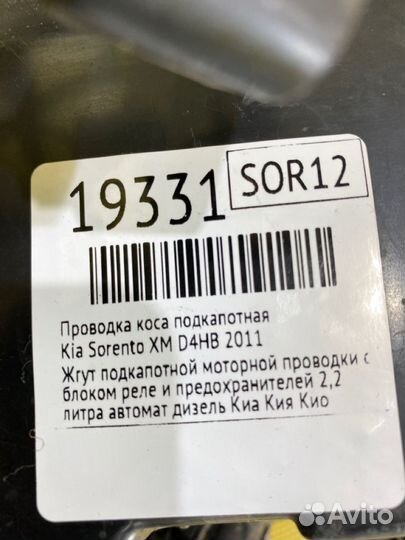 19331 SOR12
Проводка коса подкапотная
Kia Sorento XM D4HB 2011
Жгут подкапотной моторной проводки с
блоком реле и предохранителей 2,2
литра автомат дизель Киа Кия Кио
Avito